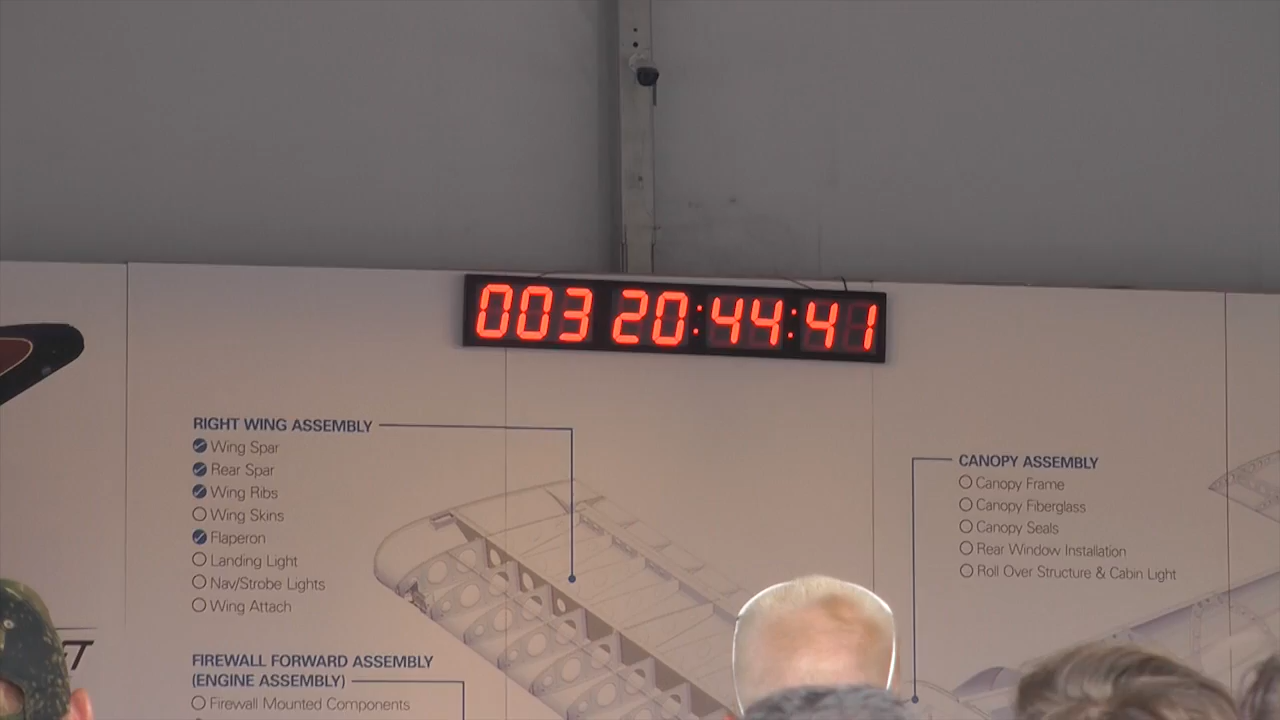 003 20:44:41
RIGHT WING ASSEMBLY
Wing Spar
Rear Spar
Wing Ribs
Wing Skins
Flaperon
Landing Light
Nav/Strobe Lights
Wing Attach
FIREWALL FORWARD ASSEMBLY
(ENGINE ASSEMBLY)
Firewall Mounted Components
CANOPY ASSEMBLY
Canopy Frame
Canopy Fiberglass
Canopy Seals
Rear Window Installation
Roll Over Structure & Cabin Light